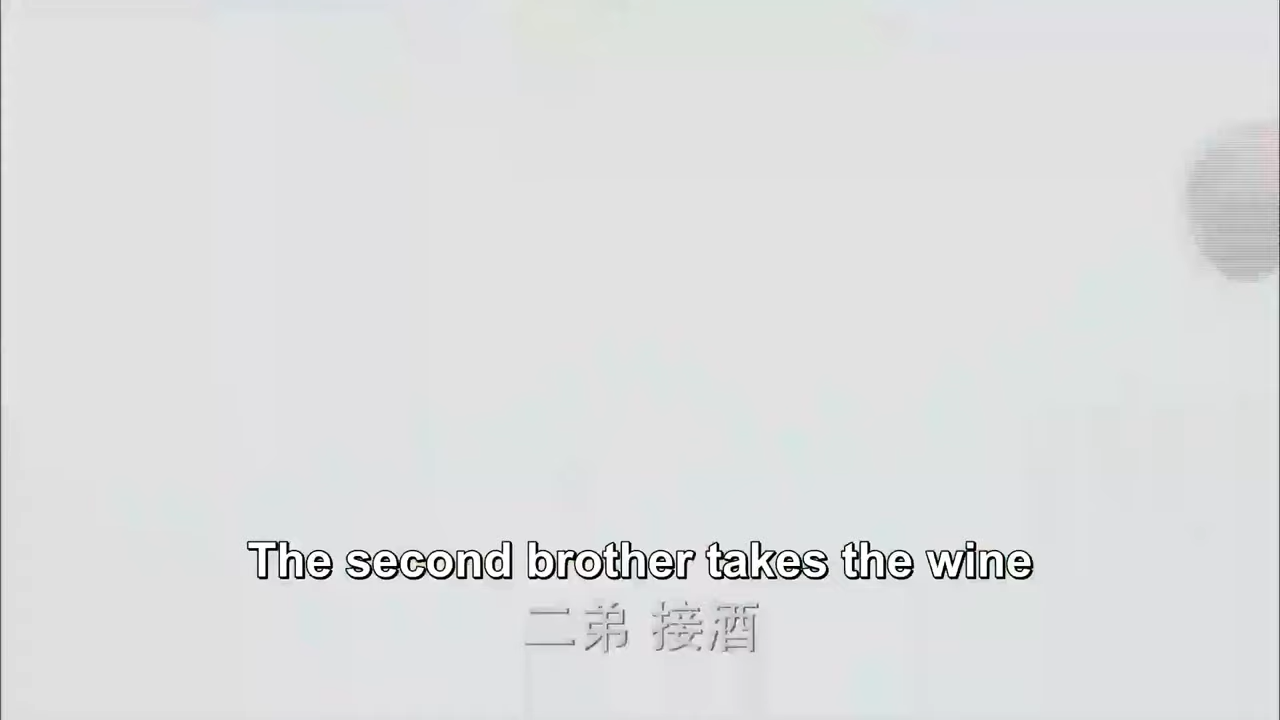 The second brother takes the wine
二弟 接酒